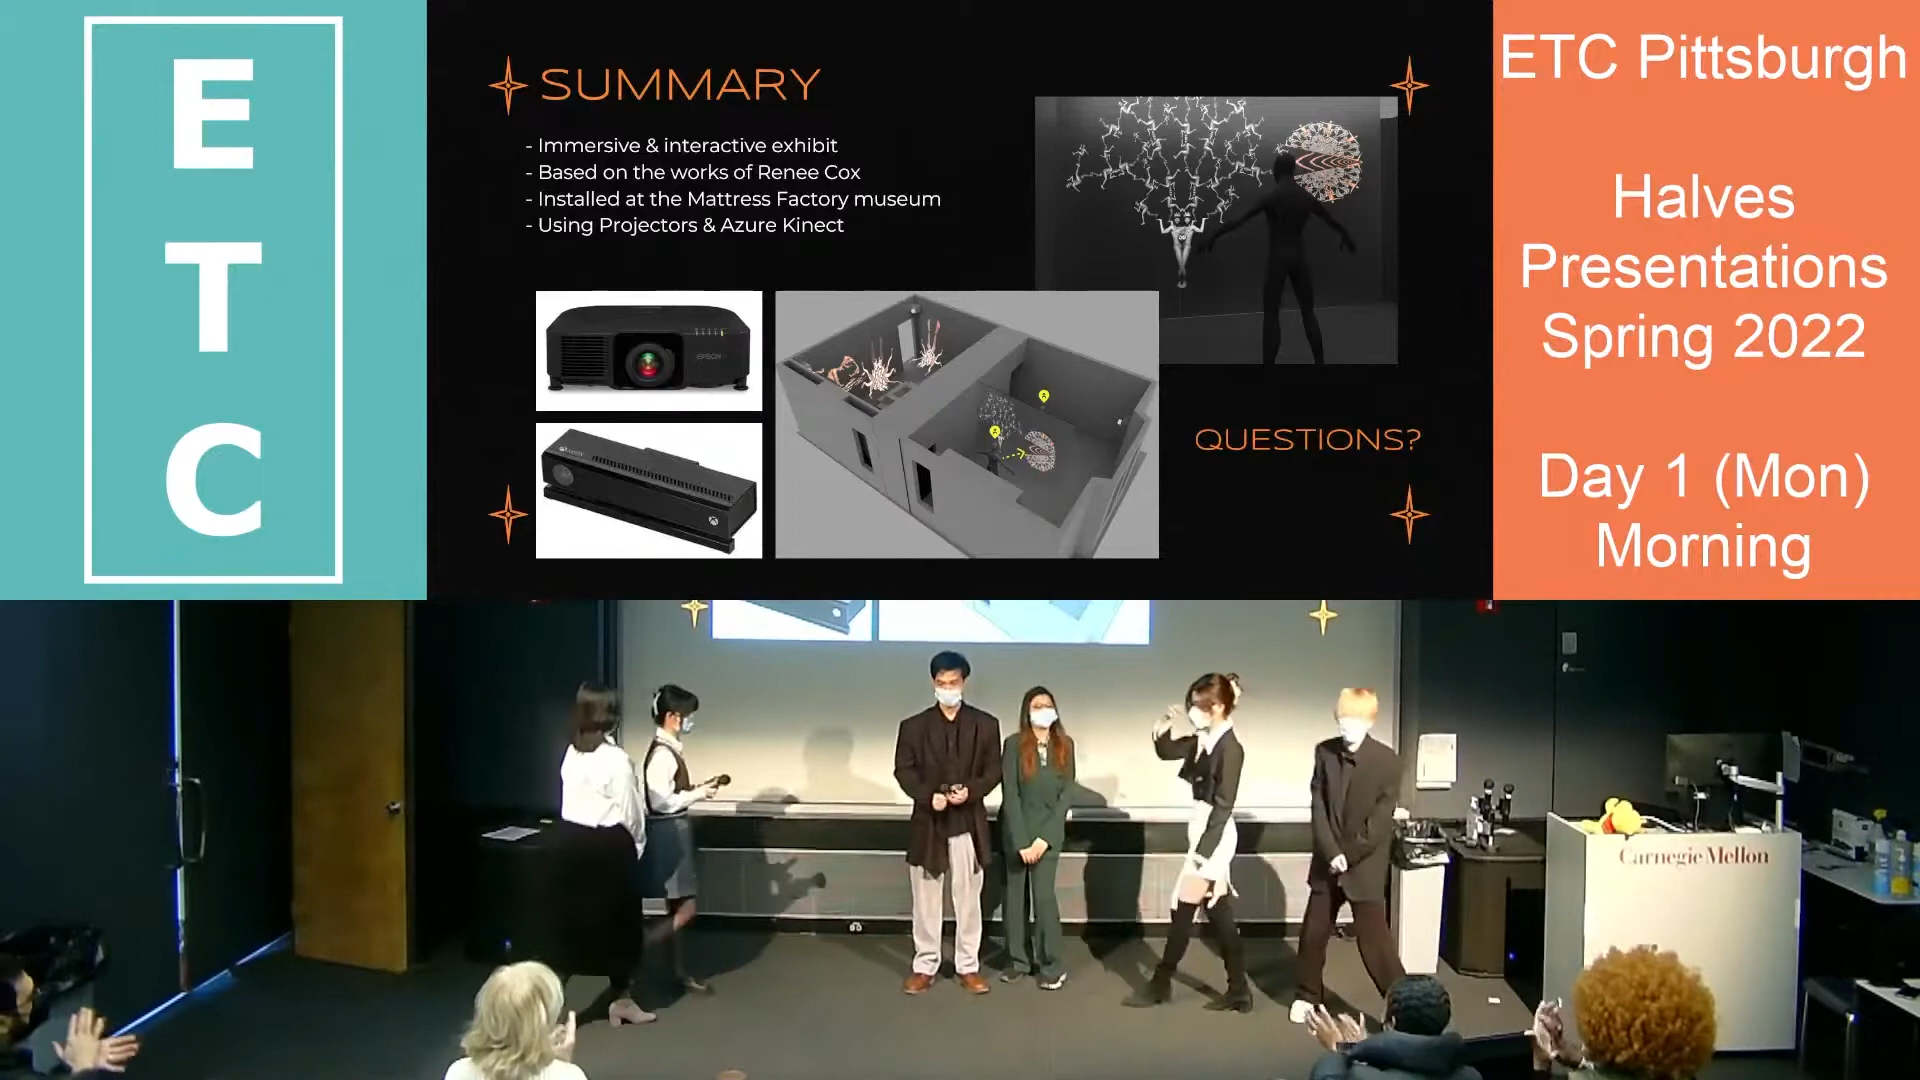 E
T
C
SUMMARY
- Immersive & interactive exhibit
- Based on the works of Renee Cox
- Installed at the Mattress Factory museum
- Using Projectors & Azure Kinect
EPSON
QUESTIONS?
ETC Pittsburgh
Halves
Presentations
Spring 2022
Day 1 (Mon)
Morning
Carnegie Mellon